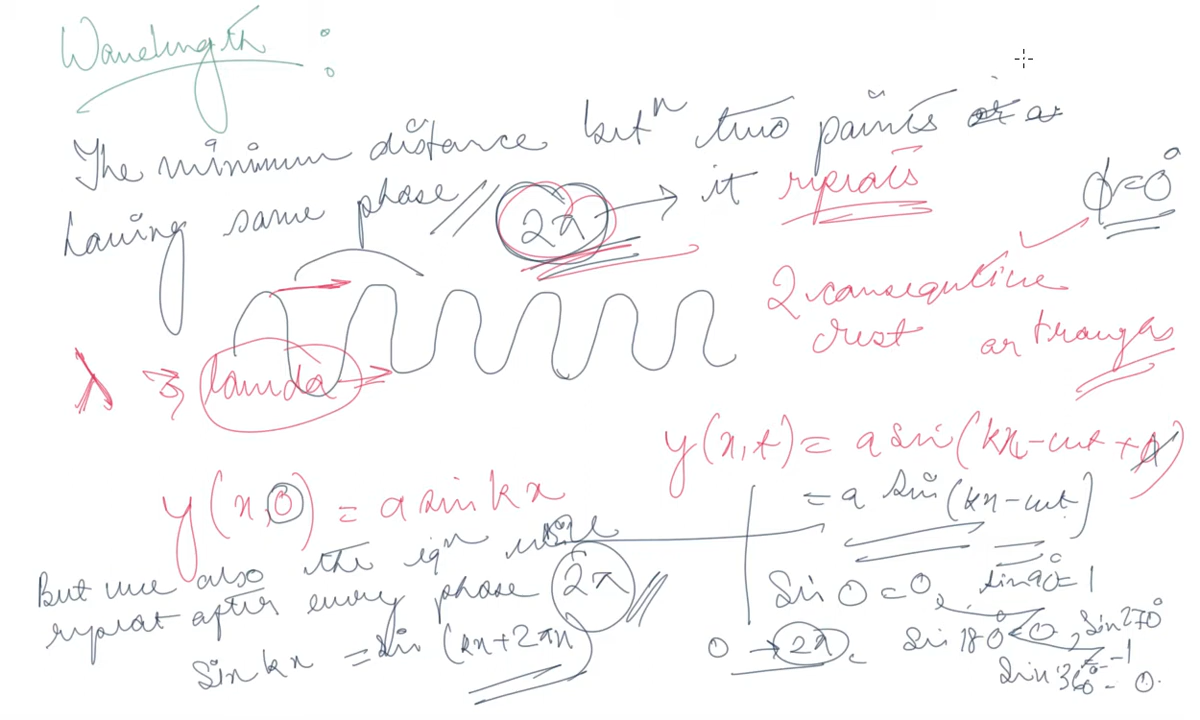 Wavelength :
The minimum distance betⁿ two points
having same phase // 2π → it repeats
φ=0°
2 consequtive
crest or troughs
λ ⇒ lamda →
y(x,t) = a sin(kx-ωt+φ)
= a sin(kx-ωt)
y(x,0) = a sin kx
But we also the eqⁿ will
repeat after every phase 2π //
sin kx = sin (kx+2πn)
Sin 0 = 0, sin 90° = 1
0 → 2π. Sin 180° = 0, Sin 270°
= -1
Sin 360° = 0.